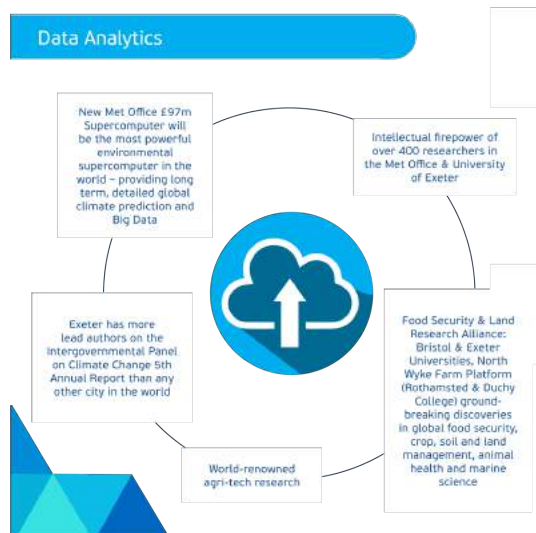 Data Analytics
New Met Office £97m
Supercomputer will
be the most powerful
environmental
supercomputer in the
world – providing long
term, detailed global
climate prediction and
Big Data
Intellectual firepower of
over 400 researchers in
the Met Office & University
of Exeter
Exeter has more
lead authors on the
Intergovernmental Panel
on Climate Change 5th
Annual Report than any
other city in the world
Food Security & Land
Research Alliance:
Bristol & Exeter
Universities, North
Wyke Farm Platform
(Rothamsted & Duchy
College) ground-
breaking discoveries
in global food security,
crop, soil and land
management, animal
health and marine
science
World-renowned
agri-tech research